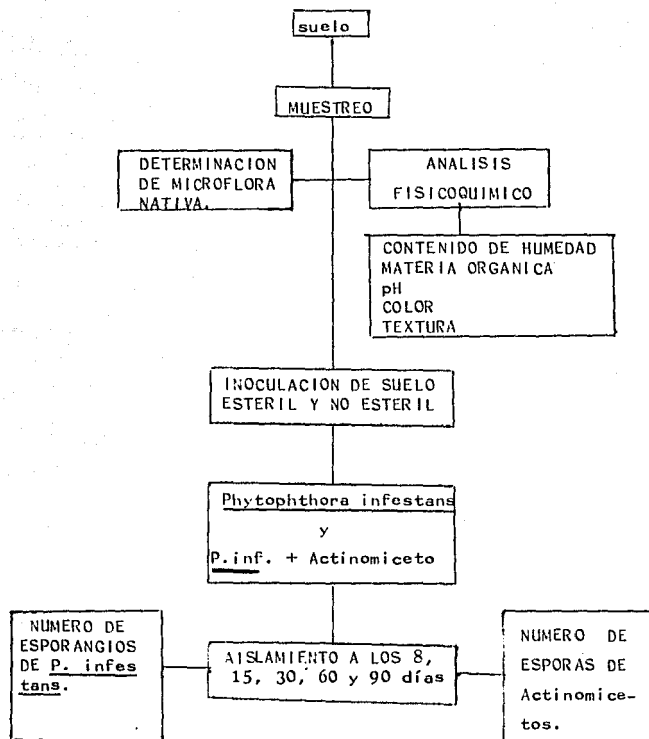 suelo
MUESTREO
DETERMINACION
DE MICROFLORA
NATIVA.
ANALISIS
FISICOQUIMICO
CONTENIDO DE HUMEDAD
MATERIA ORGANICA
pH
COLOR
TEXTURA
INOCULACION DE SUELO
ESTERIL Y NO ESTERIL
Phytophthora infestans
y
P.inf. + Actinomiceto
NUMERO DE
ESPORANGIOS
DE P. infes
tans.
AISLAMIENTO A LOS 8,
15, 30, 60 y 90 días
NUMERO DE
ESPORAS DE
Actinomice-
tos.